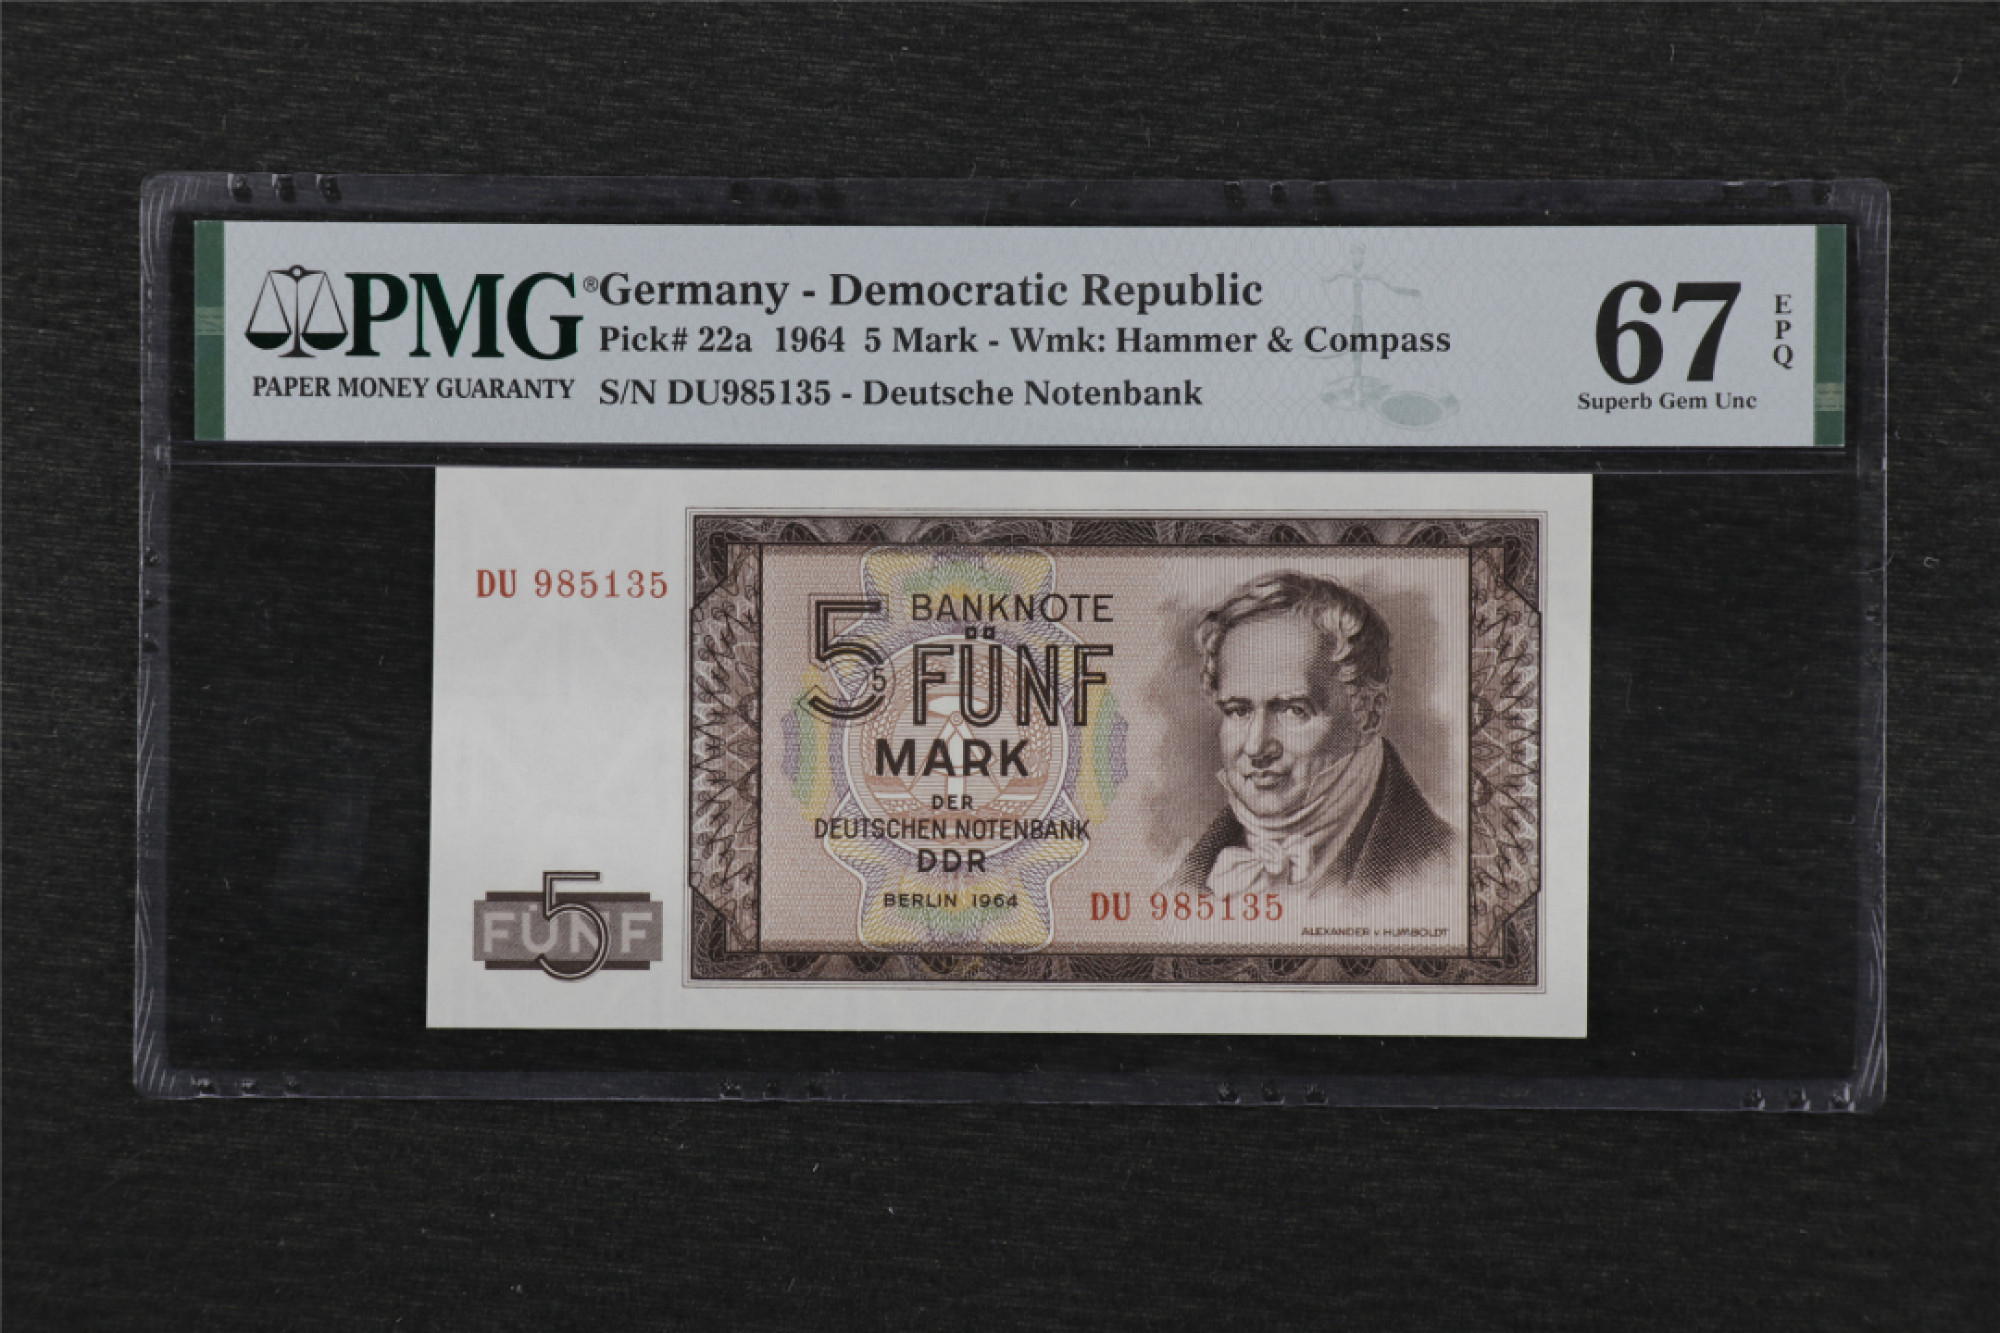 PMG®
PAPER MONEY GUARANTY
Germany - Democratic Republic
Pick# 22a 1964 5 Mark - Wmk: Hammer & Compass
S/N DU985135 - Deutsche Notenbank
67
EPQ
Superb Gem Unc
DU 985135
5
FÜNF
5
5
BANKNOTE
FÜNF
MARK
DER
DEUTSCHEN NOTENBANK
DDR
BERLIN 1964
DU 985135
ALEXANDER v HUMBOLDT